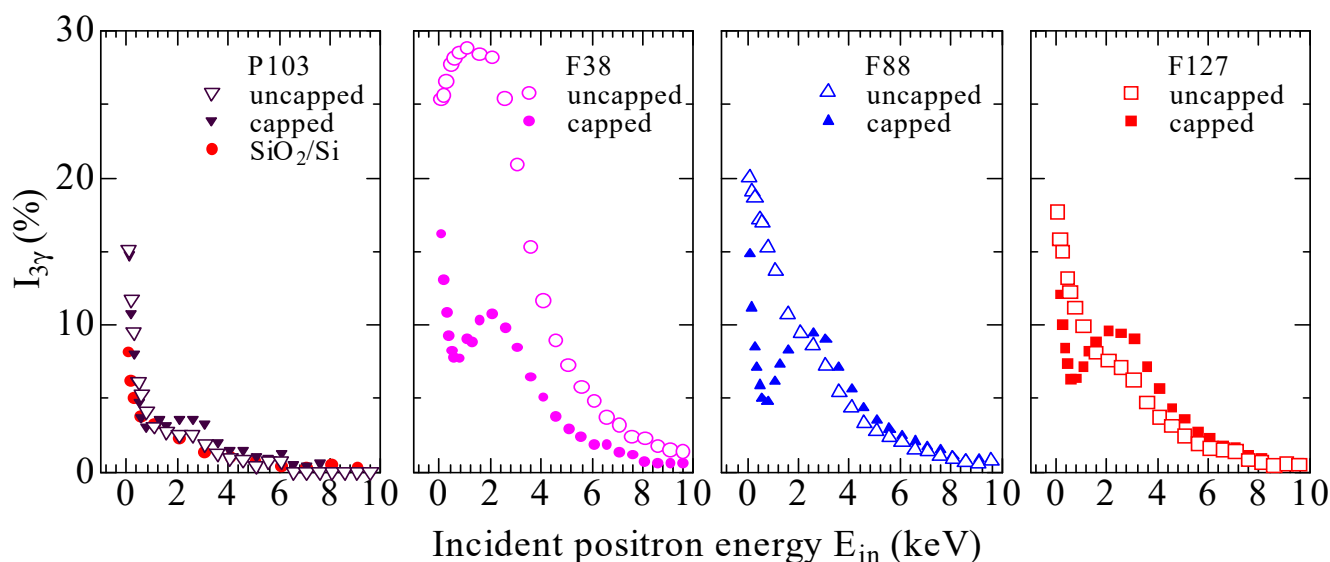 30
20
10
0
I3γ (%)
P103
uncapped
capped
SiO2/Si
0 2 4 6 8 10
F38
uncapped
capped
0 2 4 6 8 10
F88
uncapped
capped
0 2 4 6 8 10
F127
uncapped
capped
0 2 4 6 8 10
Incident positron energy Ein (keV)